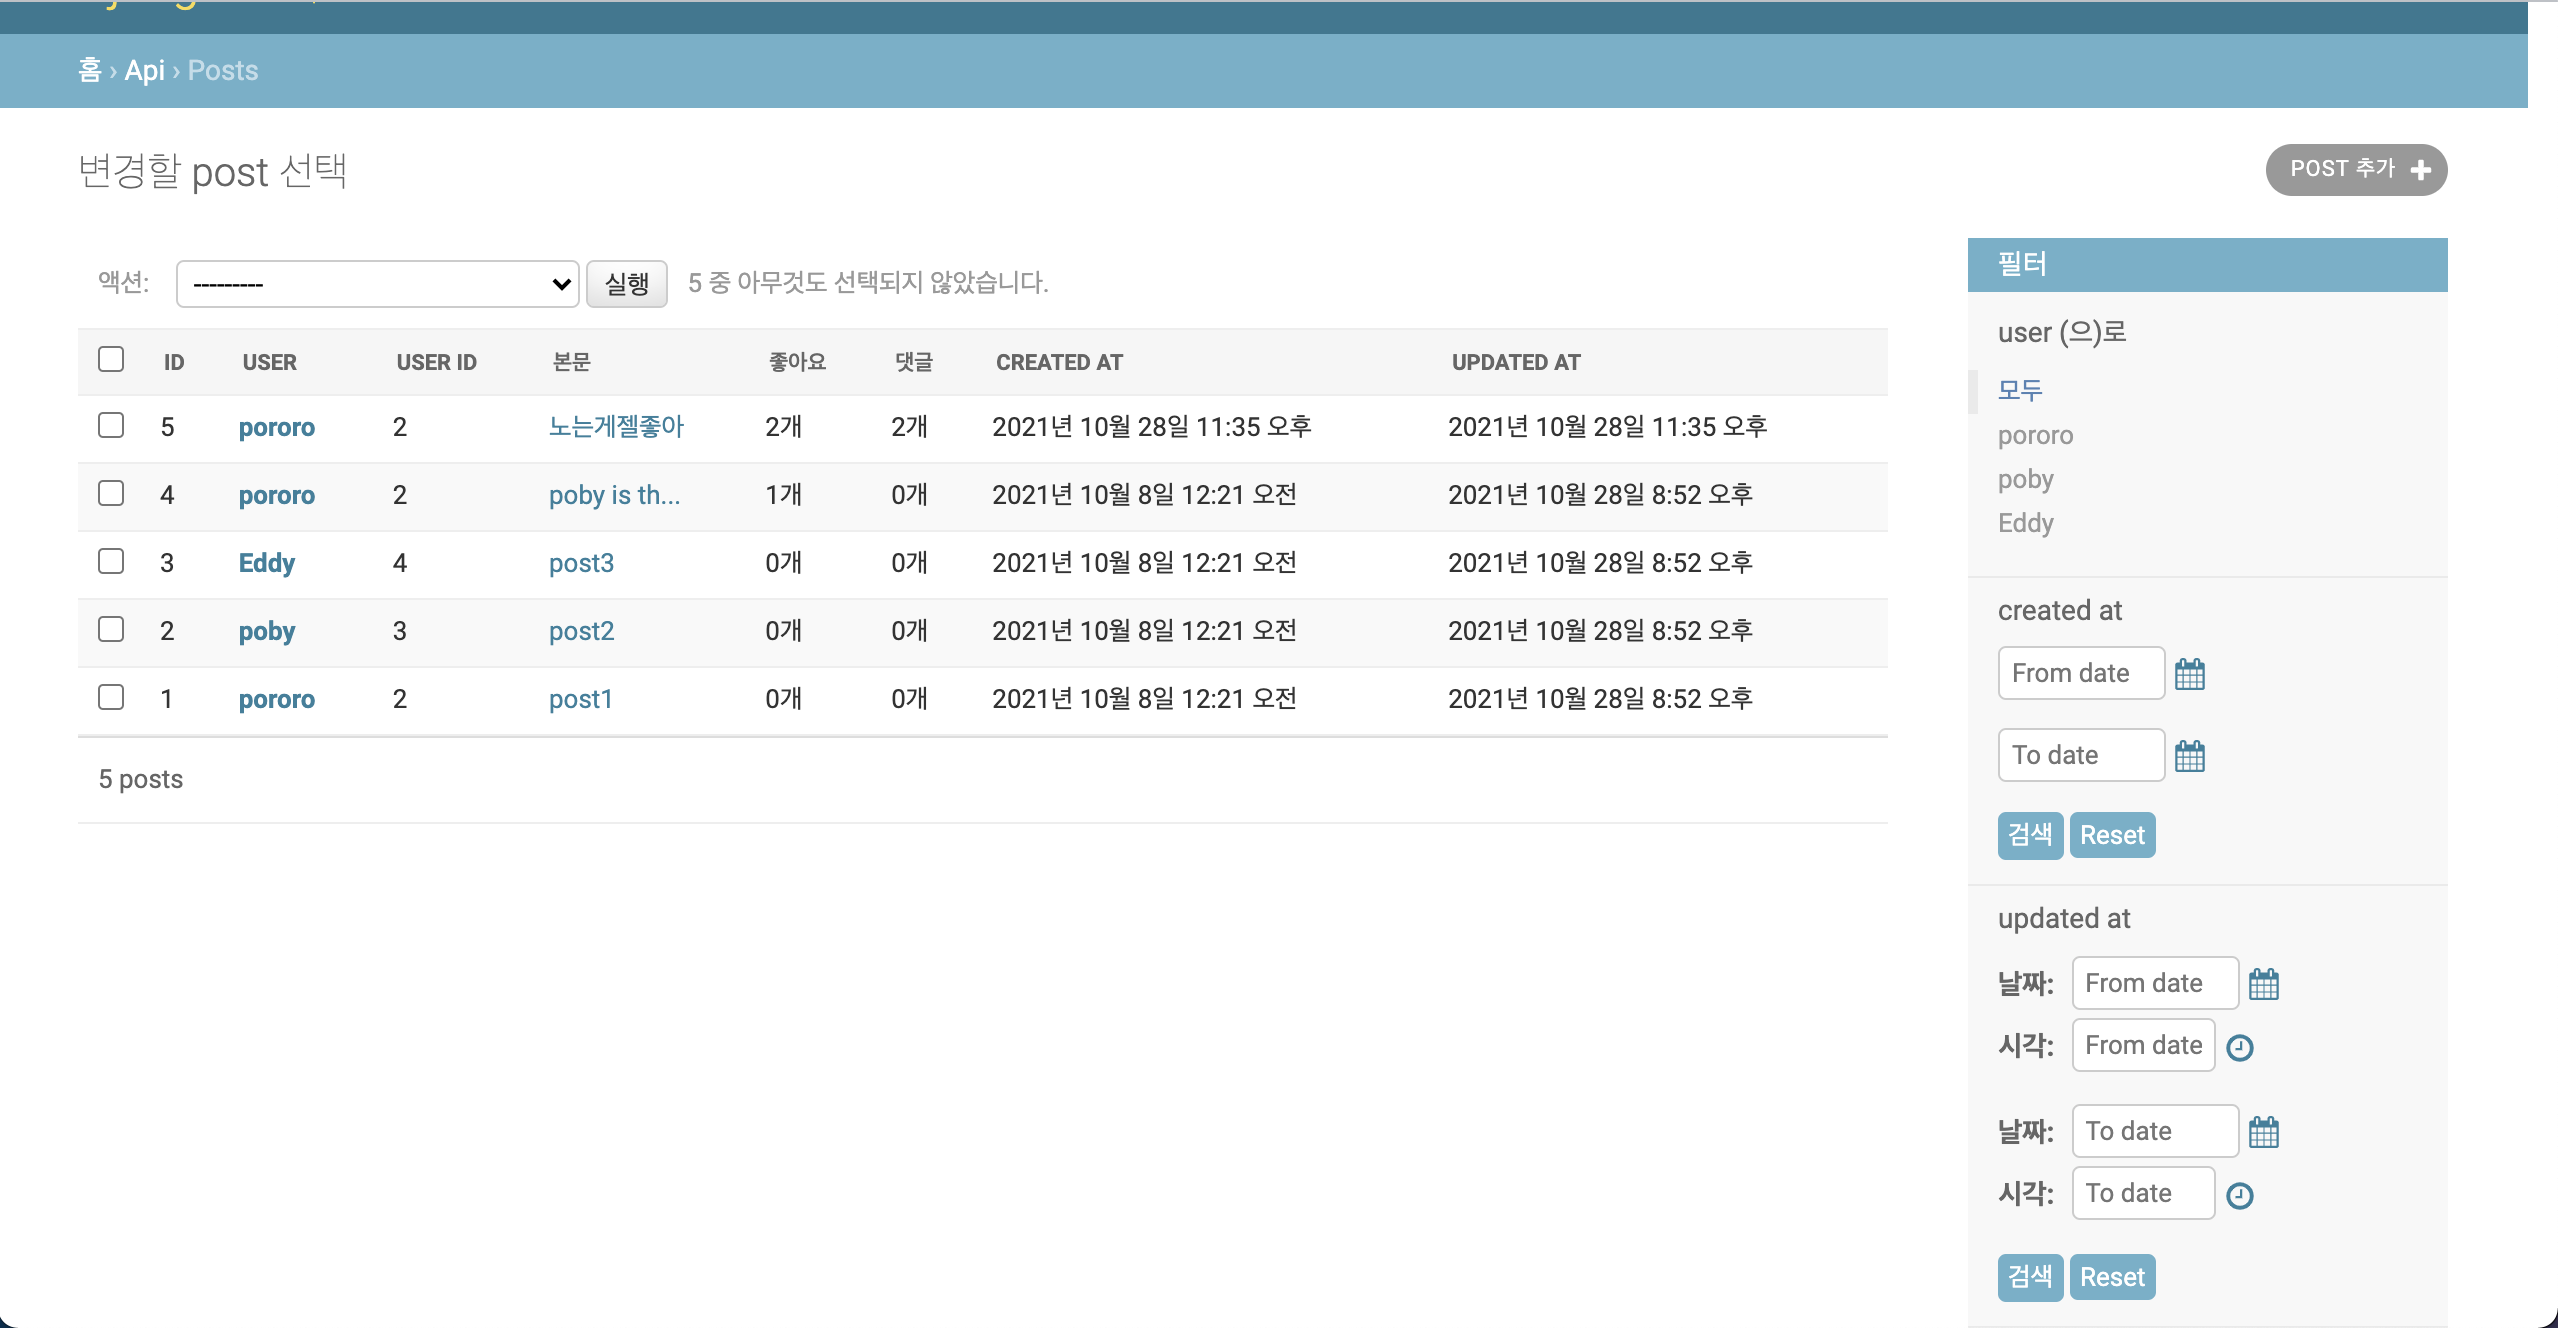 홈 › Api › Posts
변경할 post 선택
POST 추가
액션: --------- 실행 5 중 아무것도 선택되지 않았습니다.
ID USER USER ID 본문 좋아요 댓글 CREATED AT UPDATED AT
5 pororo 2 노는게젤좋아 2개 2개 2021년 10월 28일 11:35 오후 2021년 10월 28일 11:35 오후
4 pororo 2 poby is th... 1개 0개 2021년 10월 8일 12:21 오전 2021년 10월 28일 8:52 오후
3 Eddy 4 post3 0개 0개 2021년 10월 8일 12:21 오전 2021년 10월 28일 8:52 오후
2 poby 3 post2 0개 0개 2021년 10월 8일 12:21 오전 2021년 10월 28일 8:52 오후
1 pororo 2 post1 0개 0개 2021년 10월 8일 12:21 오전 2021년 10월 28일 8:52 오후
5 posts
필터
user (으)로
모두
pororo
poby
Eddy
created at
From date
To date
검색 Reset
updated at
날짜: From date
시각: From date
날짜: To date
시각: To date
검색 Reset